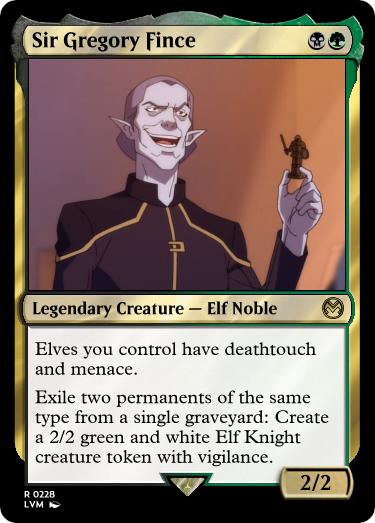 Sir Gregory Fince
Legendary Creature — Elf Noble
Elves you control have deathtouch
and menace.
Exile two permanents of the same
type from a single graveyard: Create
a 2/2 green and white Elf Knight
creature token with vigilance.
2/2
R 0228
LVM